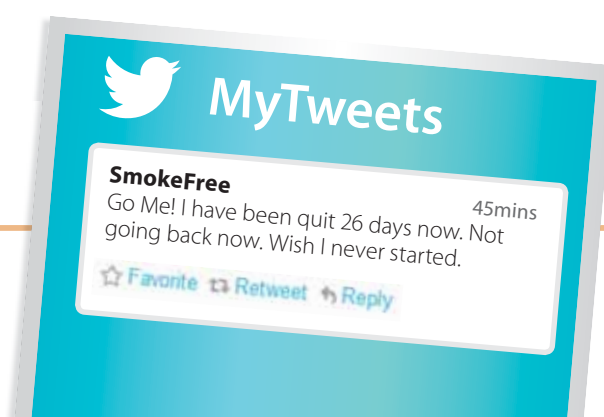 MyTweets
SmokeFree
45mins
Go Me! I have been quit 26 days now. Not
going back now. Wish I never started.
Favorite Retweet Reply